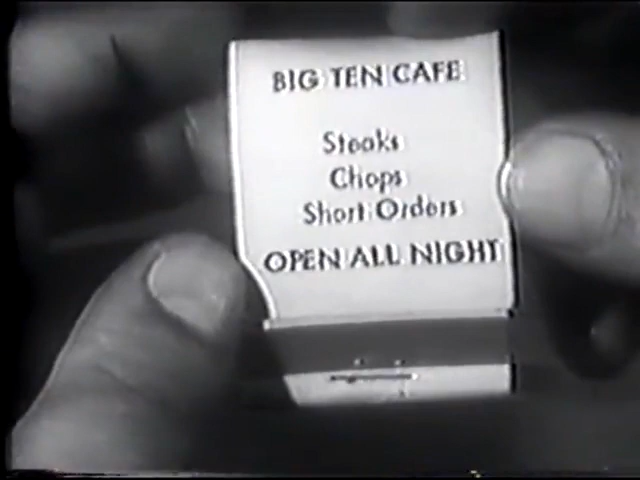 BIG TEN CAFE
Steaks
Chops
Short Orders
OPEN ALL NIGHT